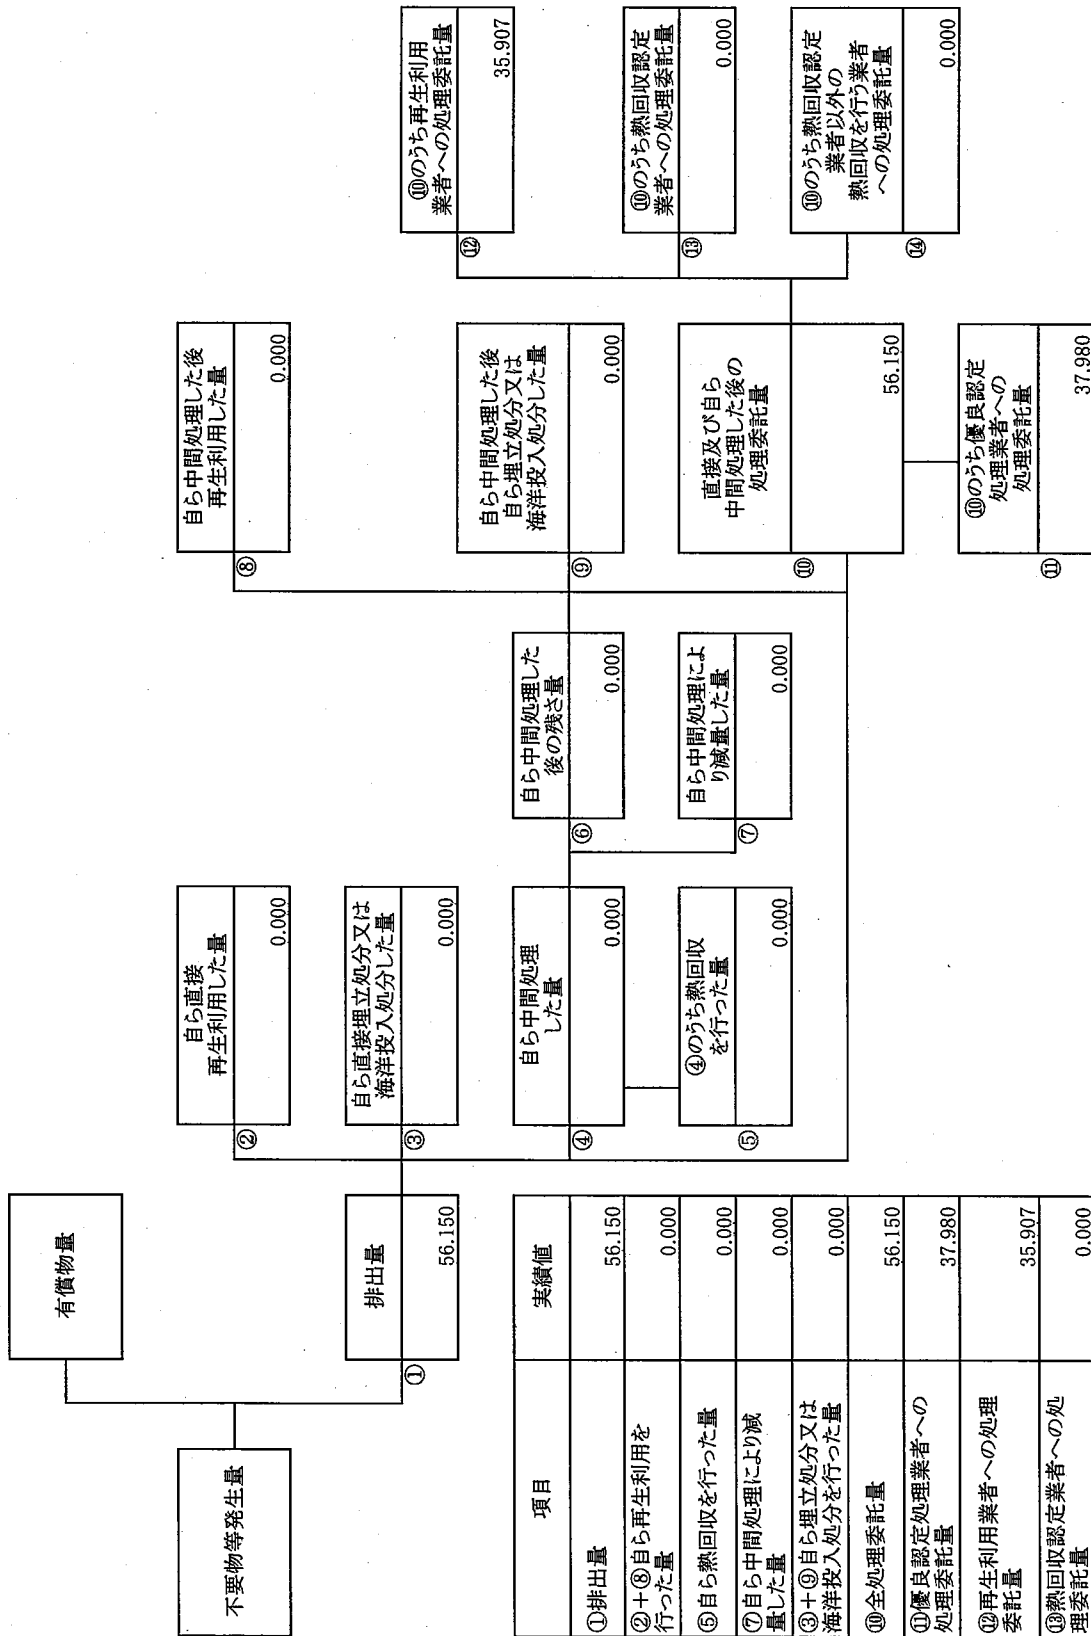 不要物等発生量
有償物量
①
排出量
56.150
②
自ら直接
再生利用した量
0.000
③
自ら直接埋立処分又は
海洋投入処分した量
0.000
④
自ら中間処理
した量
0.000
⑤
④のうち熱回収
を行った量
0.000
⑥
自ら中間処理した
後の残さ量
0.000
⑦
自ら中間処理によ
り減量した量
0.000
⑧
自ら中間処理した後
再生利用した量
0.000
⑨
自ら中間処理した後
自ら埋立処分又は
海洋投入処分した量
0.000
⑩
直接及び自ら
中間処理した後の
処理委託量
56.150
⑪
⑩のうち優良認定
処理業者への
処理委託量
37.980
⑫
⑩のうち再生利用
業者への処理委託量
35.907
⑬
⑩のうち熱回収認定
業者への処理委託量
0.000
⑭
⑩のうち熱回収認定
業者以外の
熱回収を行う業者
への処理委託量
0.000
項目 実績値
①排出量 56.150
②+⑧自ら再生利用を
行った量 0.000
⑤自ら熱回収を行った量 0.000
⑦自ら中間処理により減
量した量 0.000
③+⑨自ら埋立処分又は
海洋投入処分を行った量 0.000
⑩全処理委託量 56.150
⑪優良認定処理業者への
処理委託量 37.980
⑫再生利用業者への処理
委託量 35.907
⑬熱回収認定業者への処
理委託量 0.000